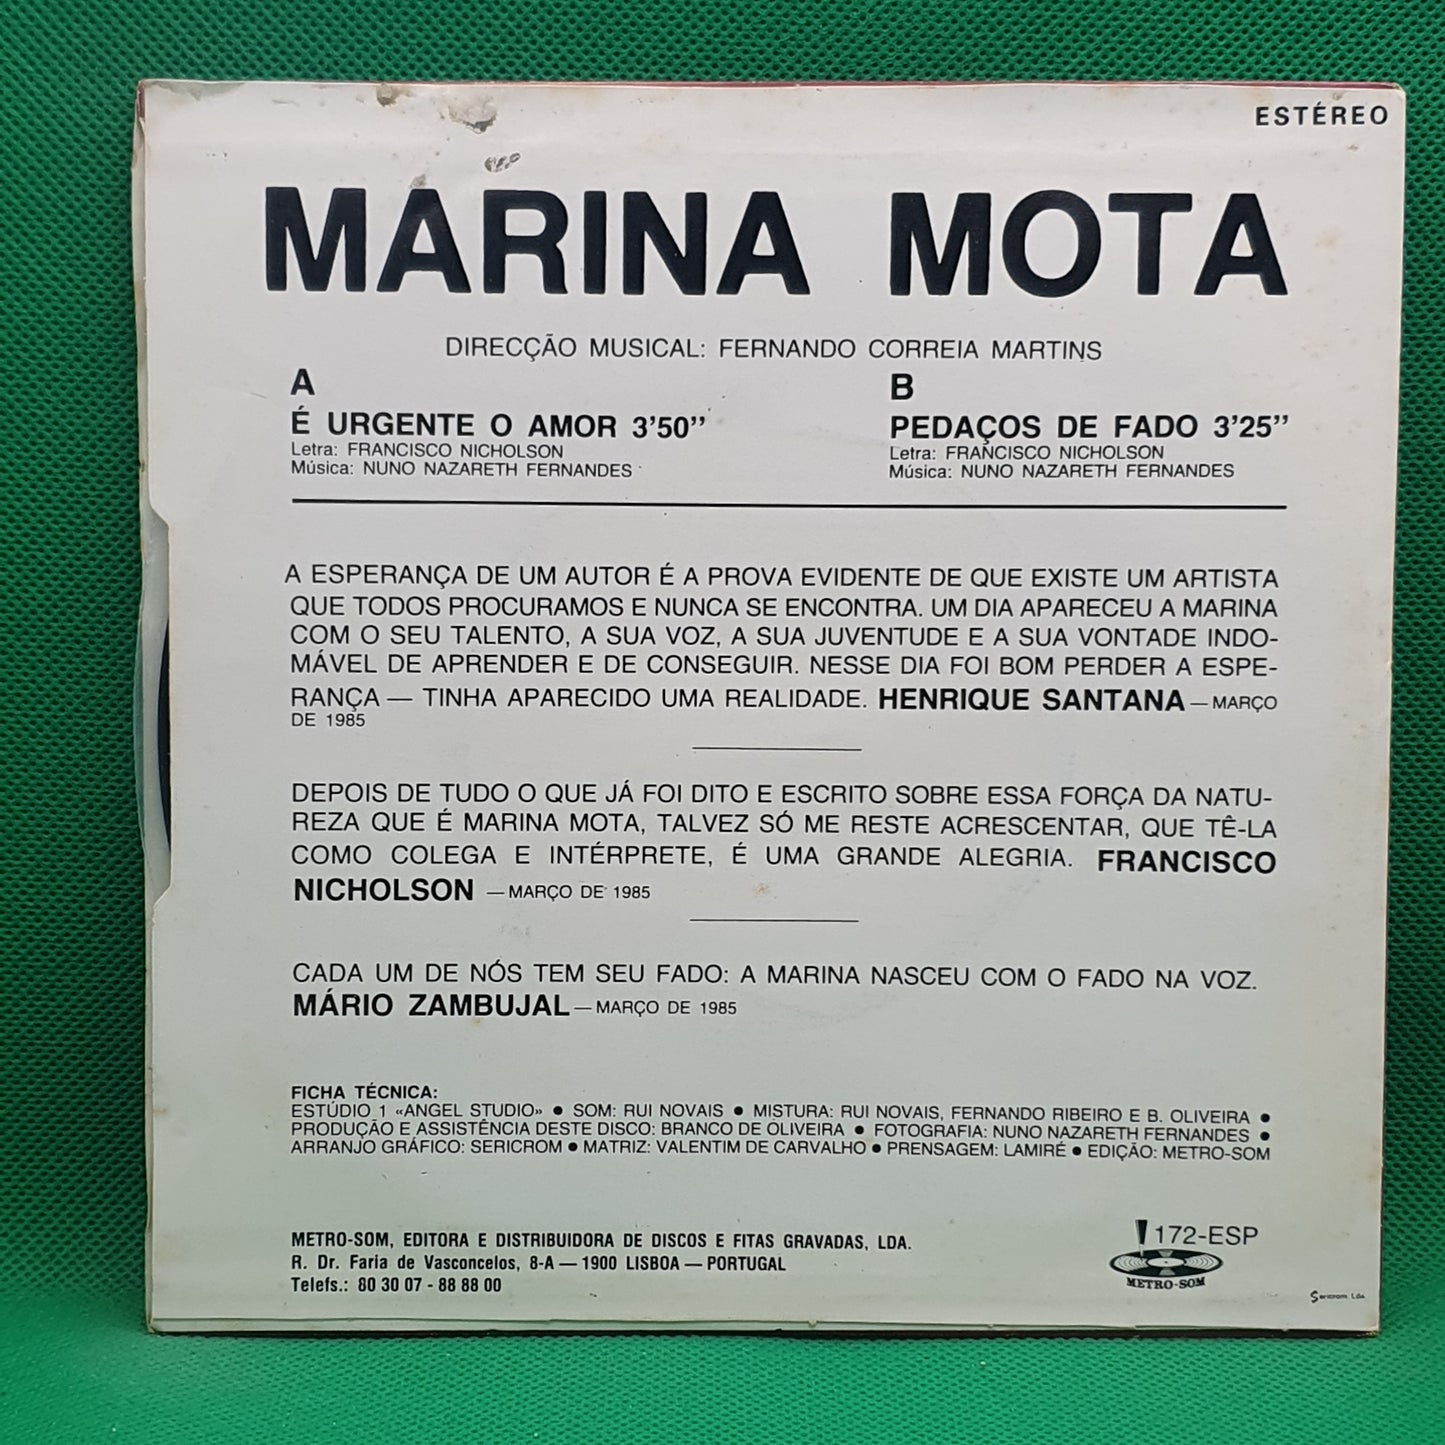 ESTÉREO
MARINA MOTA
DIRECÇÃO MUSICAL: FERNANDO CORREIA MARTINS
A
É URGENTE O AMOR 3'50''
Letra: FRANCISCO NICHOLSON
Música: NUNO NAZARETH FERNANDES
B
PEDAÇOS DE FADO 3'25''
Letra: FRANCISCO NICHOLSON
Música: NUNO NAZARETH FERNANDES
A ESPERANÇA DE UM AUTOR É A PROVA EVIDENTE DE QUE EXISTE UM ARTISTA
QUE TODOS PROCURAMOS E NUNCA SE ENCONTRA. UM DIA APARECEU A MARINA
COM O SEU TALENTO, A SUA VOZ, A SUA JUVENTUDE E A SUA VONTADE INDO-
MÁVEL DE APRENDER E DE CONSEGUIR. NESSE DIA FOI BOM PERDER A ESPE-
RANÇA — TINHA APARECIDO UMA REALIDADE. HENRIQUE SANTANA — MARÇO
DE 1985
DEPOIS DE TUDO O QUE JÁ FOI DITO E ESCRITO SOBRE ESSA FORÇA DA NATU-
REZA QUE É MARINA MOTA, TALVEZ SÓ ME RESTE ACRESCENTAR, QUE TÊ-LA
COMO COLEGA E INTÉRPRETE, É UMA GRANDE ALEGRIA. FRANCISCO
NICHOLSON — MARÇO DE 1985
CADA UM DE NÓS TEM SEU FADO: A MARINA NASCEU COM O FADO NA VOZ.
MÁRIO ZAMBUJAL — MARÇO DE 1985
FICHA TÉCNICA:
ESTÚDIO 1 «ANGEL STUDIO» ● SOM: RUI NOVAIS ● MISTURA: RUI NOVAIS, FERNANDO RIBEIRO E B. OLIVEIRA ●
PRODUÇÃO E ASSISTÊNCIA DESTE DISCO: BRANCO DE OLIVEIRA ● FOTOGRAFIA: NUNO NAZARETH FERNANDES ●
ARRANJO GRÁFICO: SERICROM ● MATRIZ: VALENTIM DE CARVALHO ● PRENSAGEM: LAMIRÉ ● EDIÇÃO: METRO-SOM
METRO-SOM, EDITORA E DISTRIBUIDORA DE DISCOS E FITAS GRAVADAS, LDA.
R. Dr. Faria de Vasconcelos, 8-A — 1900 LISBOA — PORTUGAL
Telefs.: 80 30 07 - 88 88 00
172-ESP
METRO-SOM
Sericrom Lda.